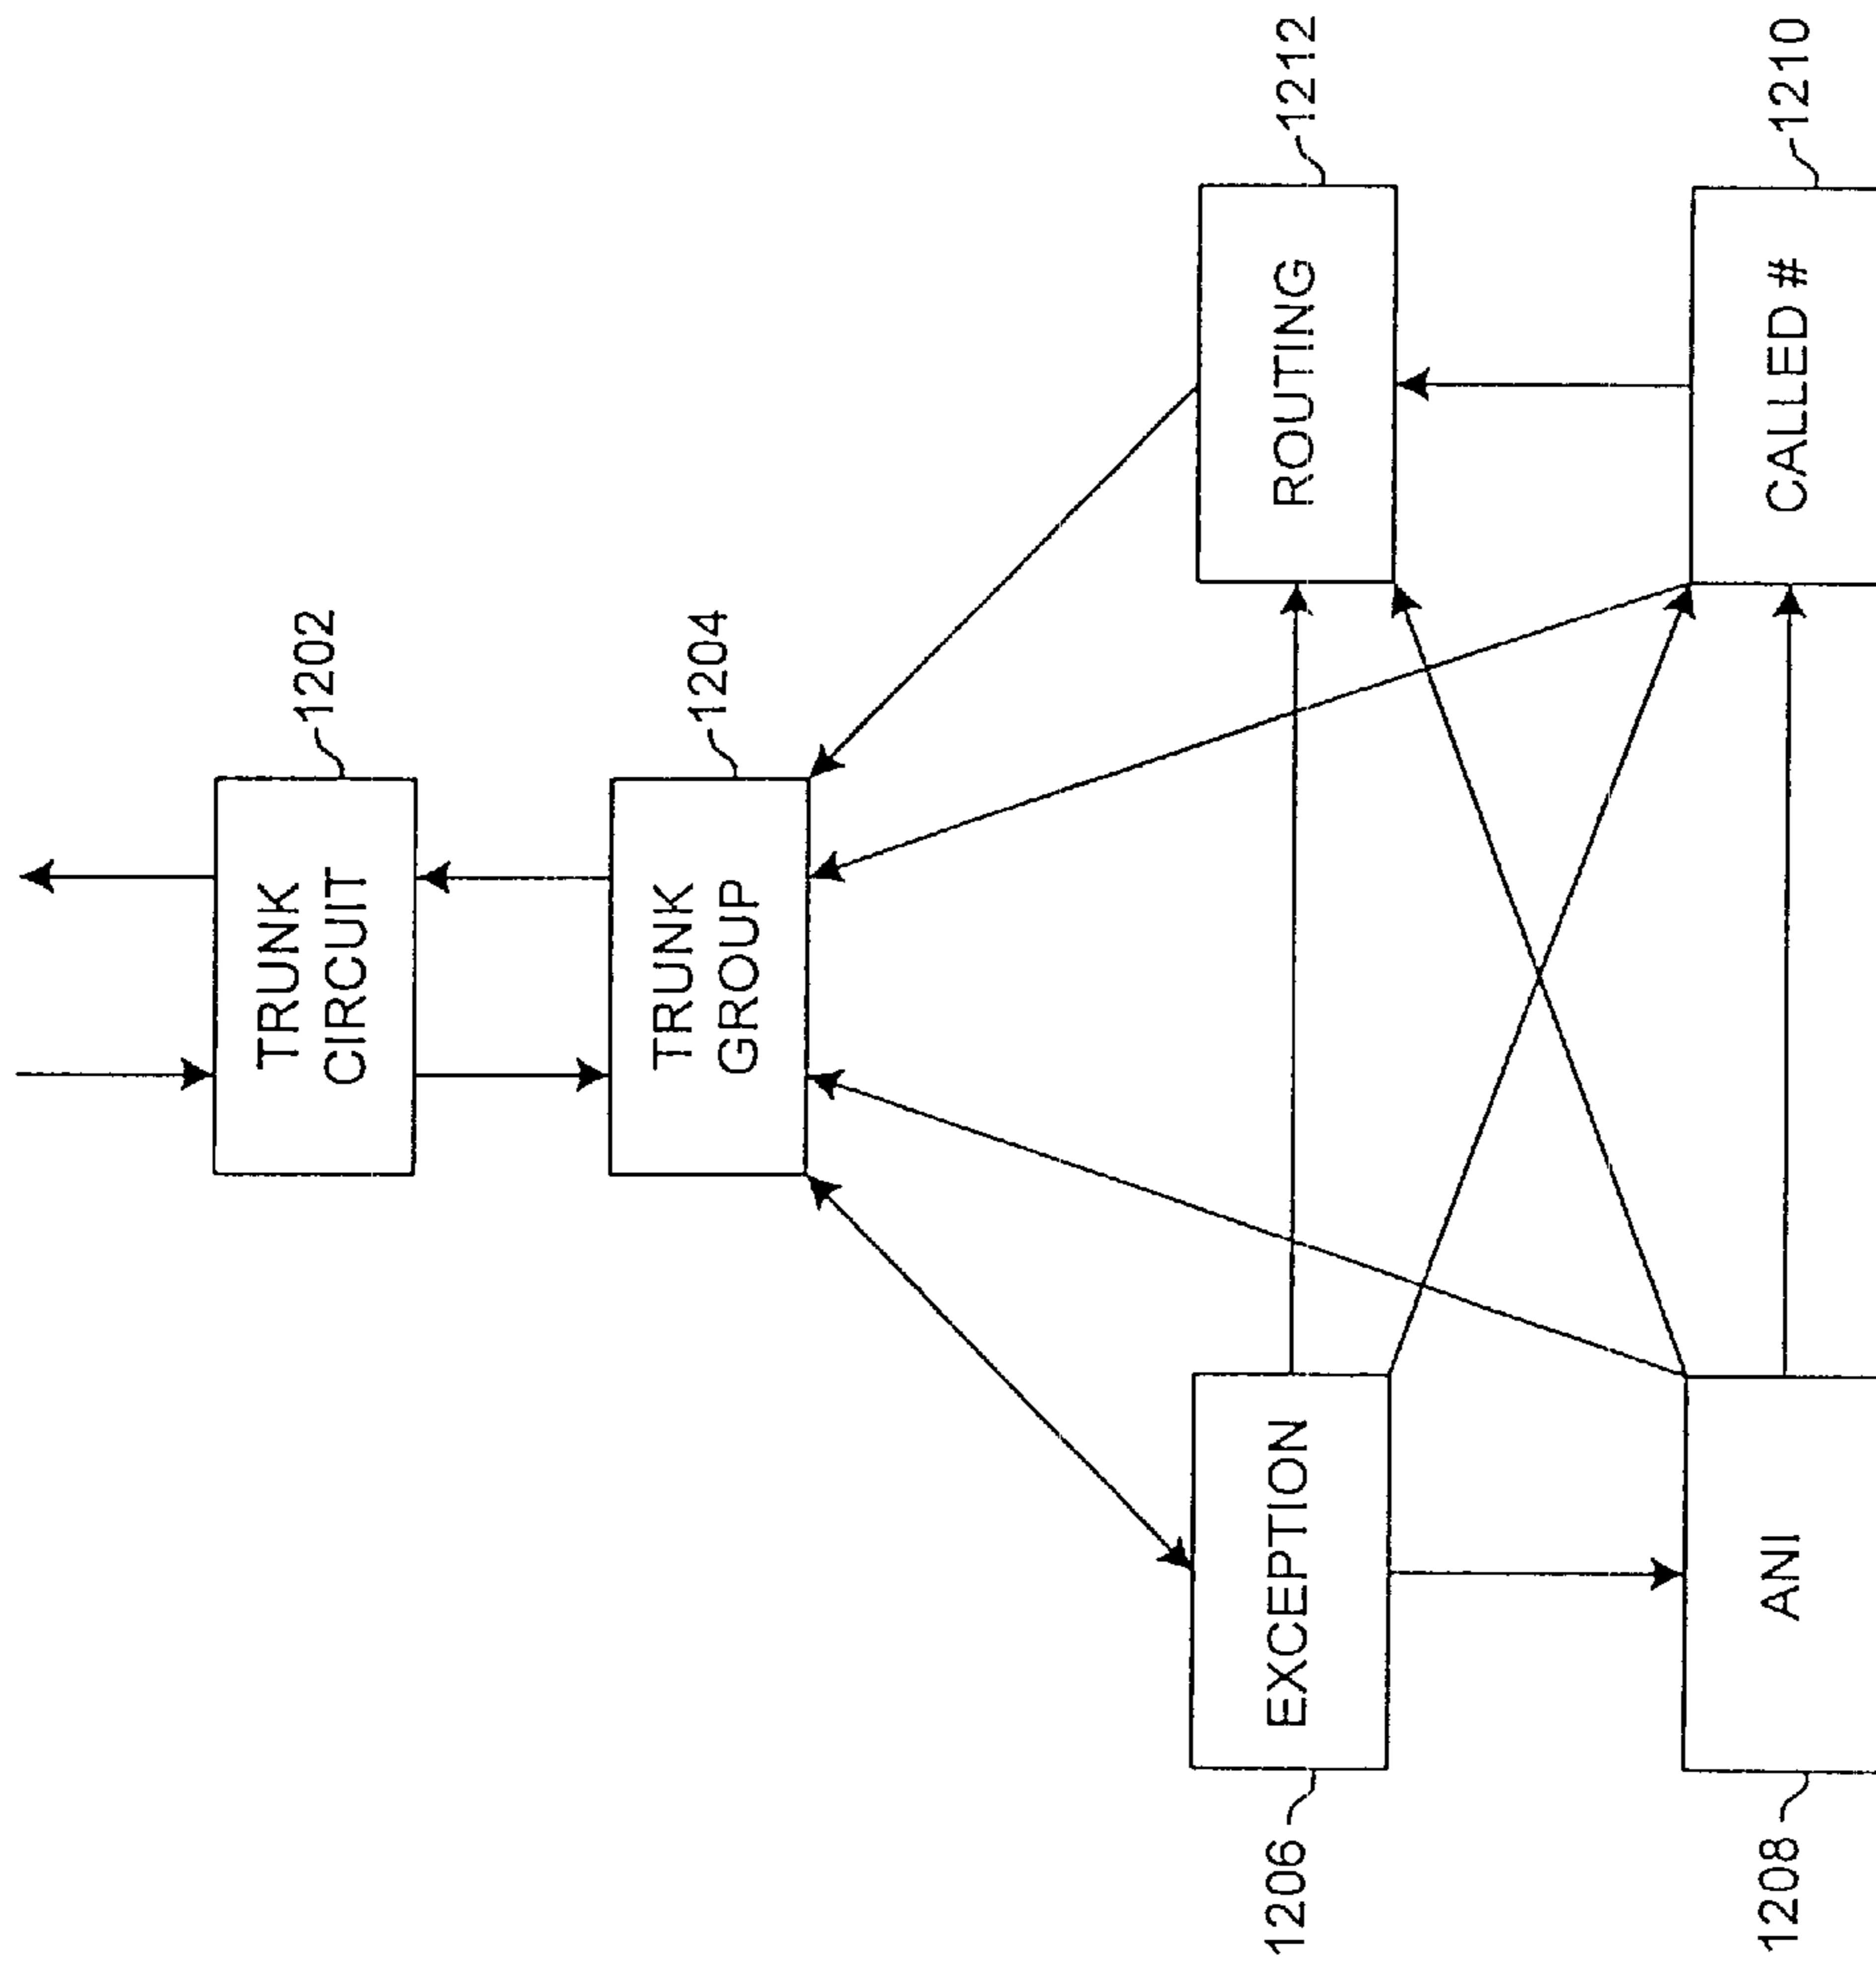 1202
TRUNK
CIRCUIT
1204
TRUNK
GROUP
1206
EXCEPTION
ROUTING
1212
1208
ANI
CALLED #
1210